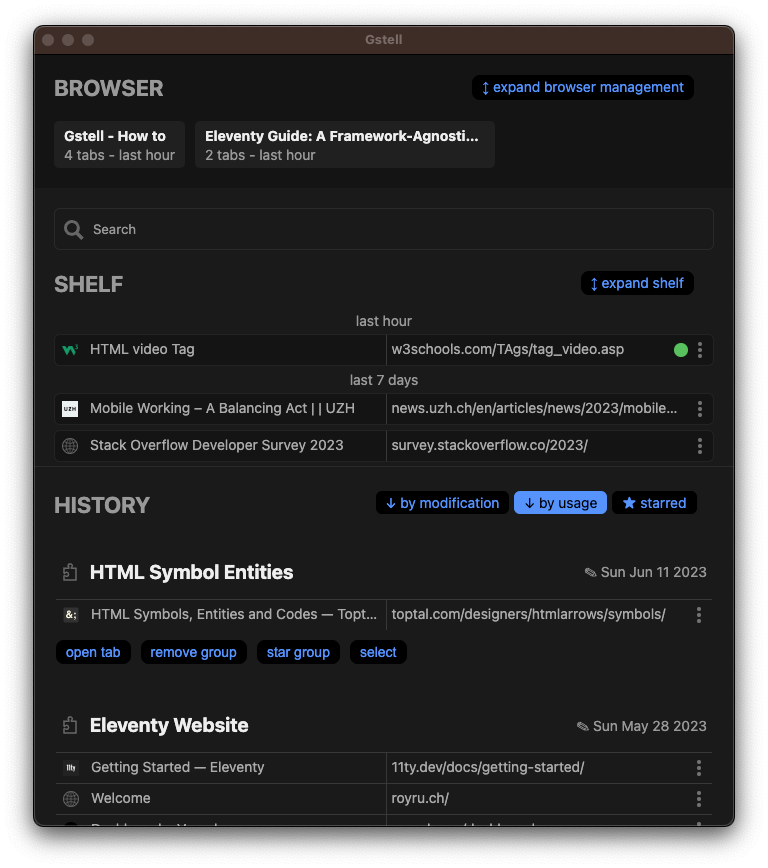 Gstell
BROWSER
↕ expand browser management
Gstell - How to
4 tabs - last hour
Eleventy Guide: A Framework-Agnosti...
2 tabs - last hour
Search
SHELF
↕ expand shelf
last hour
HTML video Tag
w3schools.com/TAgs/tag_video.asp
last 7 days
UZH
Mobile Working – A Balancing Act | | UZH
news.uzh.ch/en/articles/news/2023/mobile...
Stack Overflow Developer Survey 2023
survey.stackoverflow.co/2023/
HISTORY
↓ by modification
↓ by usage
★ starred
HTML Symbol Entities
✎ Sun Jun 11 2023
&;
HTML Symbols, Entities and Codes — Topt...
toptal.com/designers/htmlarrows/symbols/
open tab
remove group
star group
select
Eleventy Website
✎ Sun May 28 2023
11ty
Getting Started — Eleventy
11ty.dev/docs/getting-started/
Welcome
royru.ch/